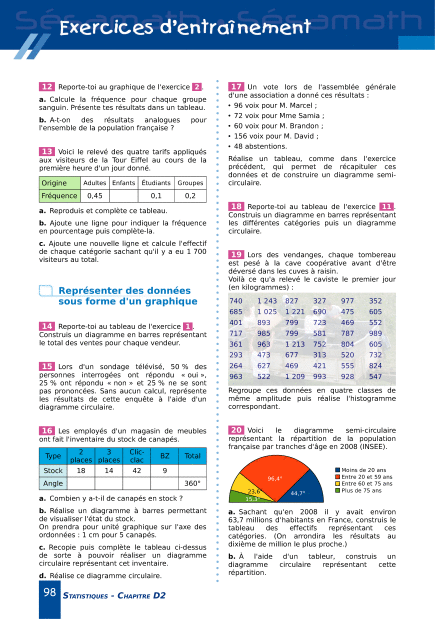 Sésamath Sésamath
Exercices d'entraînement
12 Reporte-toi au graphique de l'exercice 2.
a. Calcule la fréquence pour chaque groupe
sanguin. Présente tes résultats dans un tableau.
b. A-t-on des résultats analogues pour
l'ensemble de la population française ?
13 Voici le relevé des quatre tarifs appliqués
aux visiteurs de la Tour Eiffel au cours de la
première heure d'un jour donné.
Origine Adultes Enfants Étudiants Groupes
Fréquence 0,45 0,1 0,2
a. Reproduis et complète ce tableau.
b. Ajoute une ligne pour indiquer la fréquence
en pourcentage puis complète-la.
c. Ajoute une nouvelle ligne et calcule l'effectif
de chaque catégorie sachant qu'il y a eu 1 700
visiteurs au total.
Représenter des données
sous forme d'un graphique
14 Reporte-toi au tableau de l'exercice 1.
Construis un diagramme en barres représentant
le total des ventes pour chaque vendeur.
15 Lors d'un sondage télévisé, 50 % des
personnes interrogées ont répondu « oui »,
25 % ont répondu « non » et 25 % ne se sont
pas prononcées. Sans aucun calcul, représente
les résultats de cette enquête à l'aide d'un
diagramme circulaire.
16 Les employés d'un magasin de meubles
ont fait l'inventaire du stock de canapés.
Type 2 places 3 places Clic-clac BZ Total
Stock 18 14 42 9
Angle 360°
a. Combien y a-t-il de canapés en stock ?
b. Réalise un diagramme à barres permettant
de visualiser l'état du stock.
On prendra pour unité graphique sur l'axe des
ordonnées : 1 cm pour 5 canapés.
c. Recopie puis complète le tableau ci-dessus
de sorte à pouvoir réaliser un diagramme
circulaire représentant cet inventaire.
d. Réalise ce diagramme circulaire.
17 Un vote lors de l'assemblée générale
d'une association a donné ces résultats :
• 96 voix pour M. Marcel ;
• 72 voix pour Mme Samia ;
• 60 voix pour M. Brandon ;
• 156 voix pour M. David ;
• 48 abstentions.
Réalise un tableau, comme dans l'exercice
précédent, qui permet de récapituler ces
données et de construire un diagramme semi-
circulaire.
18 Reporte-toi au tableau de l'exercice 11.
Construis un diagramme en barres représentant
les différentes catégories puis un diagramme
circulaire.
19 Lors des vendanges, chaque tombereau
est pesé à la cave coopérative avant d'être
déversé dans les cuves à raisin.
Voilà ce qu'a relevé le caviste le premier jour
(en kilogrammes) :
740 1 243 827 327 977 352
685 1 025 1 221 690 475 605
401 893 799 723 469 552
717 985 799 581 787 989
361 963 1 213 752 804 605
293 473 677 313 520 732
264 627 469 421 555 824
963 522 1 209 993 928 547
Regroupe ces données en quatre classes de
même amplitude puis réalise l'histogramme
correspondant.
20 Voici le diagramme semi-circulaire
représentant la répartition de la population
française par tranches d'âge en 2008 (INSEE).
96,4°
23,6°
15,3°
44,7°
Moins de 20 ans
Entre 20 et 59 ans
Entre 60 et 75 ans
Plus de 75 ans
a. Sachant qu'en 2008 il y avait environ
63,7 millions d'habitants en France, construis le
tableau des effectifs représentant ces
catégories. (On arrondira les résultats au
dixième de million le plus proche.)
b. À l'aide d'un tableur, construis un
diagramme circulaire représentant cette
répartition.
98 STATISTIQUES - CHAPITRE D2